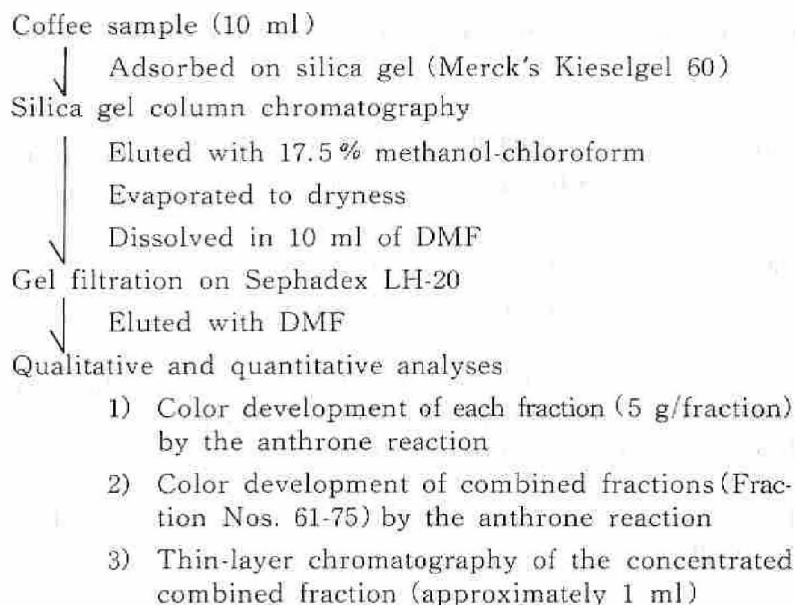 Coffee sample (10 ml)
Adsorbed on silica gel (Merck's Kieselgel 60)
Silica gel column chromatography
Eluted with 17.5% methanol-chloroform
Evaporated to dryness
Dissolved in 10 ml of DMF
Gel filtration on Sephadex LH-20
Eluted with DMF
Qualitative and quantitative analyses
1) Color development of each fraction (5 g/fraction)
by the anthrone reaction
2) Color development of combined fractions (Frac-
tion Nos. 61-75) by the anthrone reaction
3) Thin-layer chromatography of the concentrated
combined fraction (approximately 1 ml)